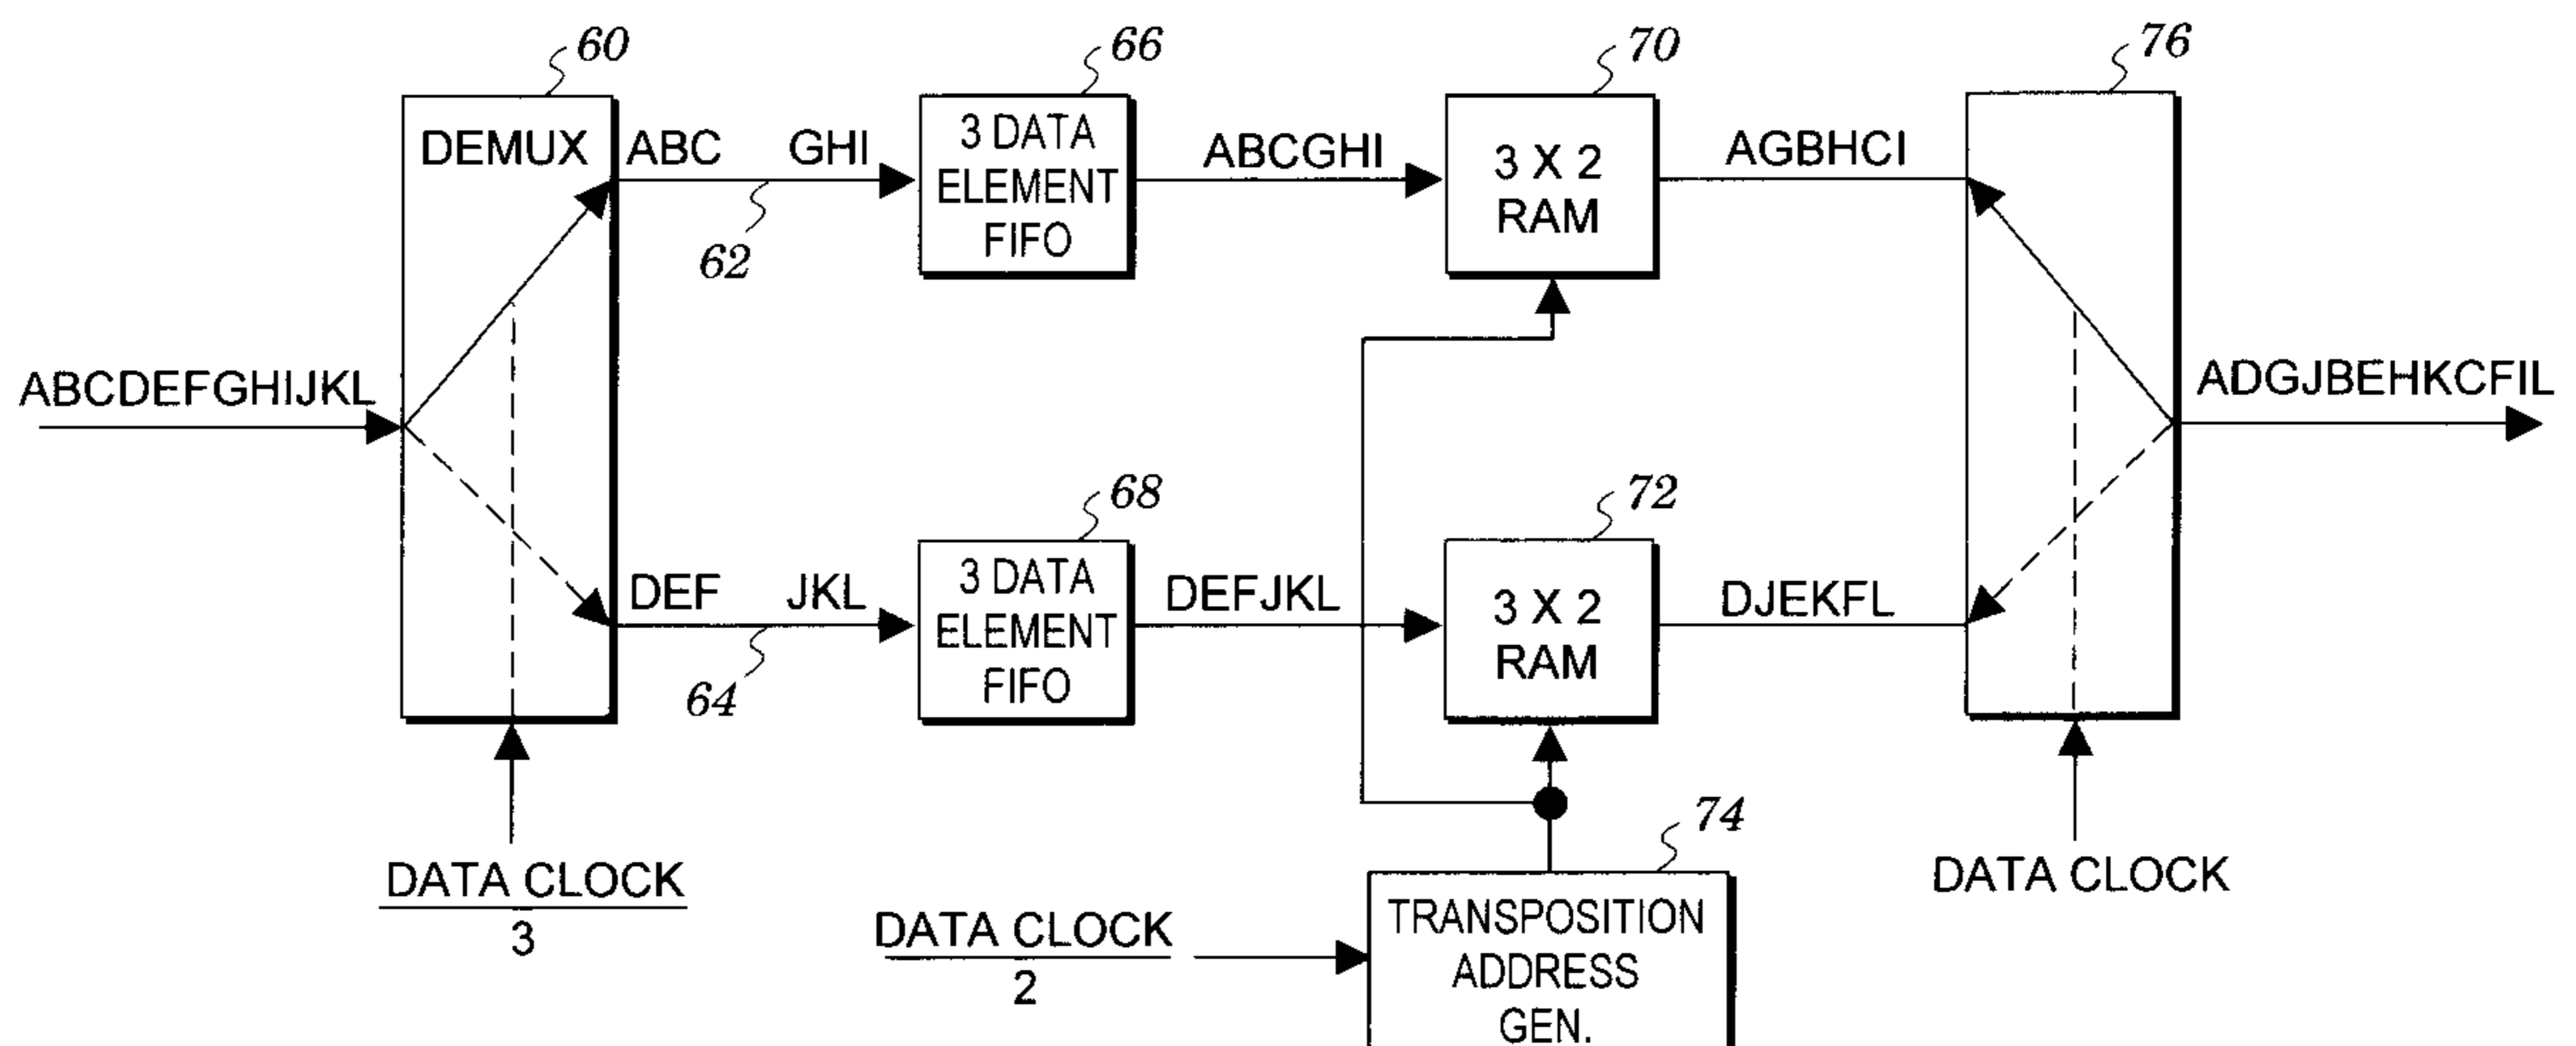 60
66
70
76
DEMUX
ABC
GHI
3 DATA
ELEMENT
FIFO
ABCGHI
3 X 2
RAM
AGBHCI
62
ABCDEFGHIJKL
ADGJBEHKCFIL
68
72
DEF
JKL
3 DATA
ELEMENT
FIFO
DEFJKL
3 X 2
RAM
DJEKFL
64
74
DATA CLOCK
3
DATA CLOCK
2
TRANSPOSITION
ADDRESS
GEN.
DATA CLOCK